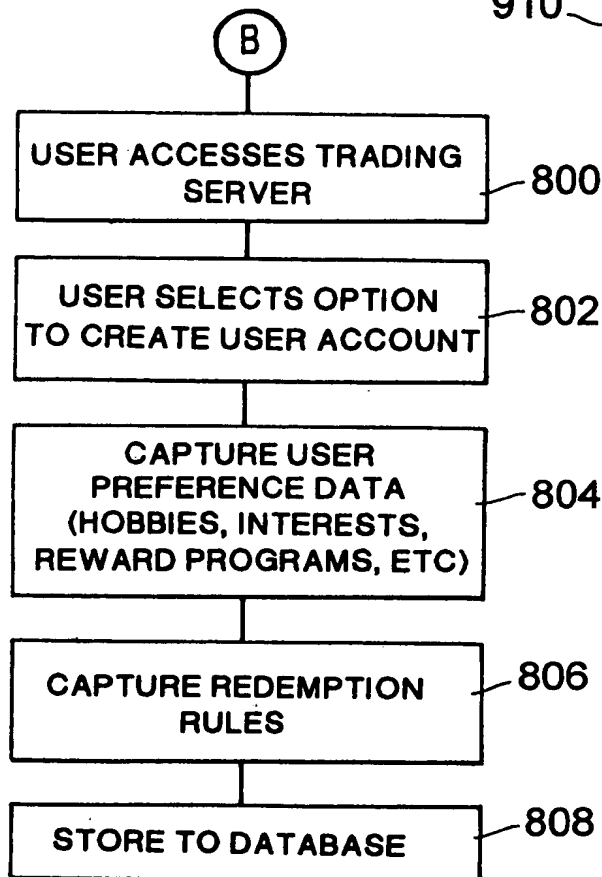 910
B
USER ACCESSES TRADING
SERVER
800
USER SELECTS OPTION
TO CREATE USER ACCOUNT
802
CAPTURE USER
PREFERENCE DATA
(HOBBIES, INTERESTS,
REWARD PROGRAMS, ETC)
804
CAPTURE REDEMPTION
RULES
806
STORE TO DATABASE
808